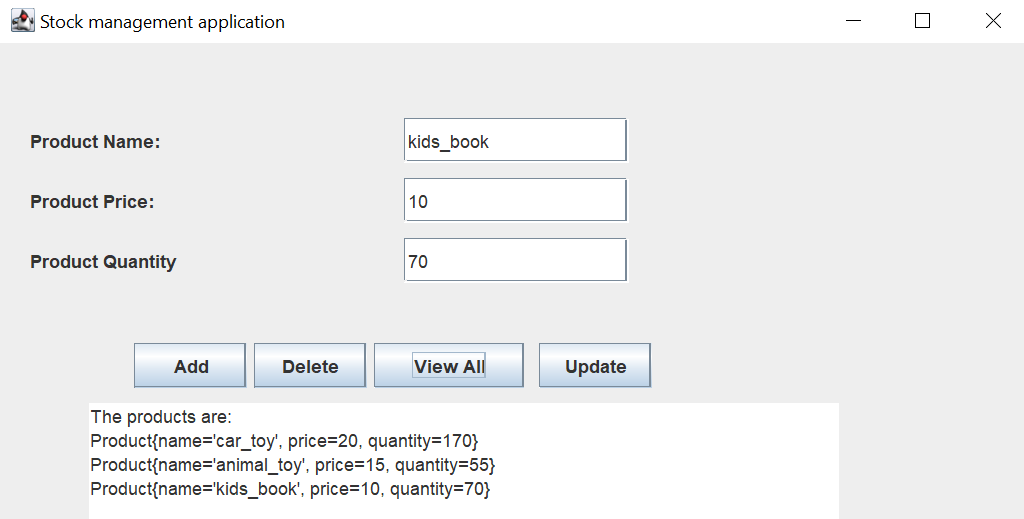 Stock management application
Product Name: kids_book
Product Price: 10
Product Quantity 70
Add Delete View All Update
The products are:
Product{name='car_toy', price=20, quantity=170}
Product{name='animal_toy', price=15, quantity=55}
Product{name='kids_book', price=10, quantity=70}